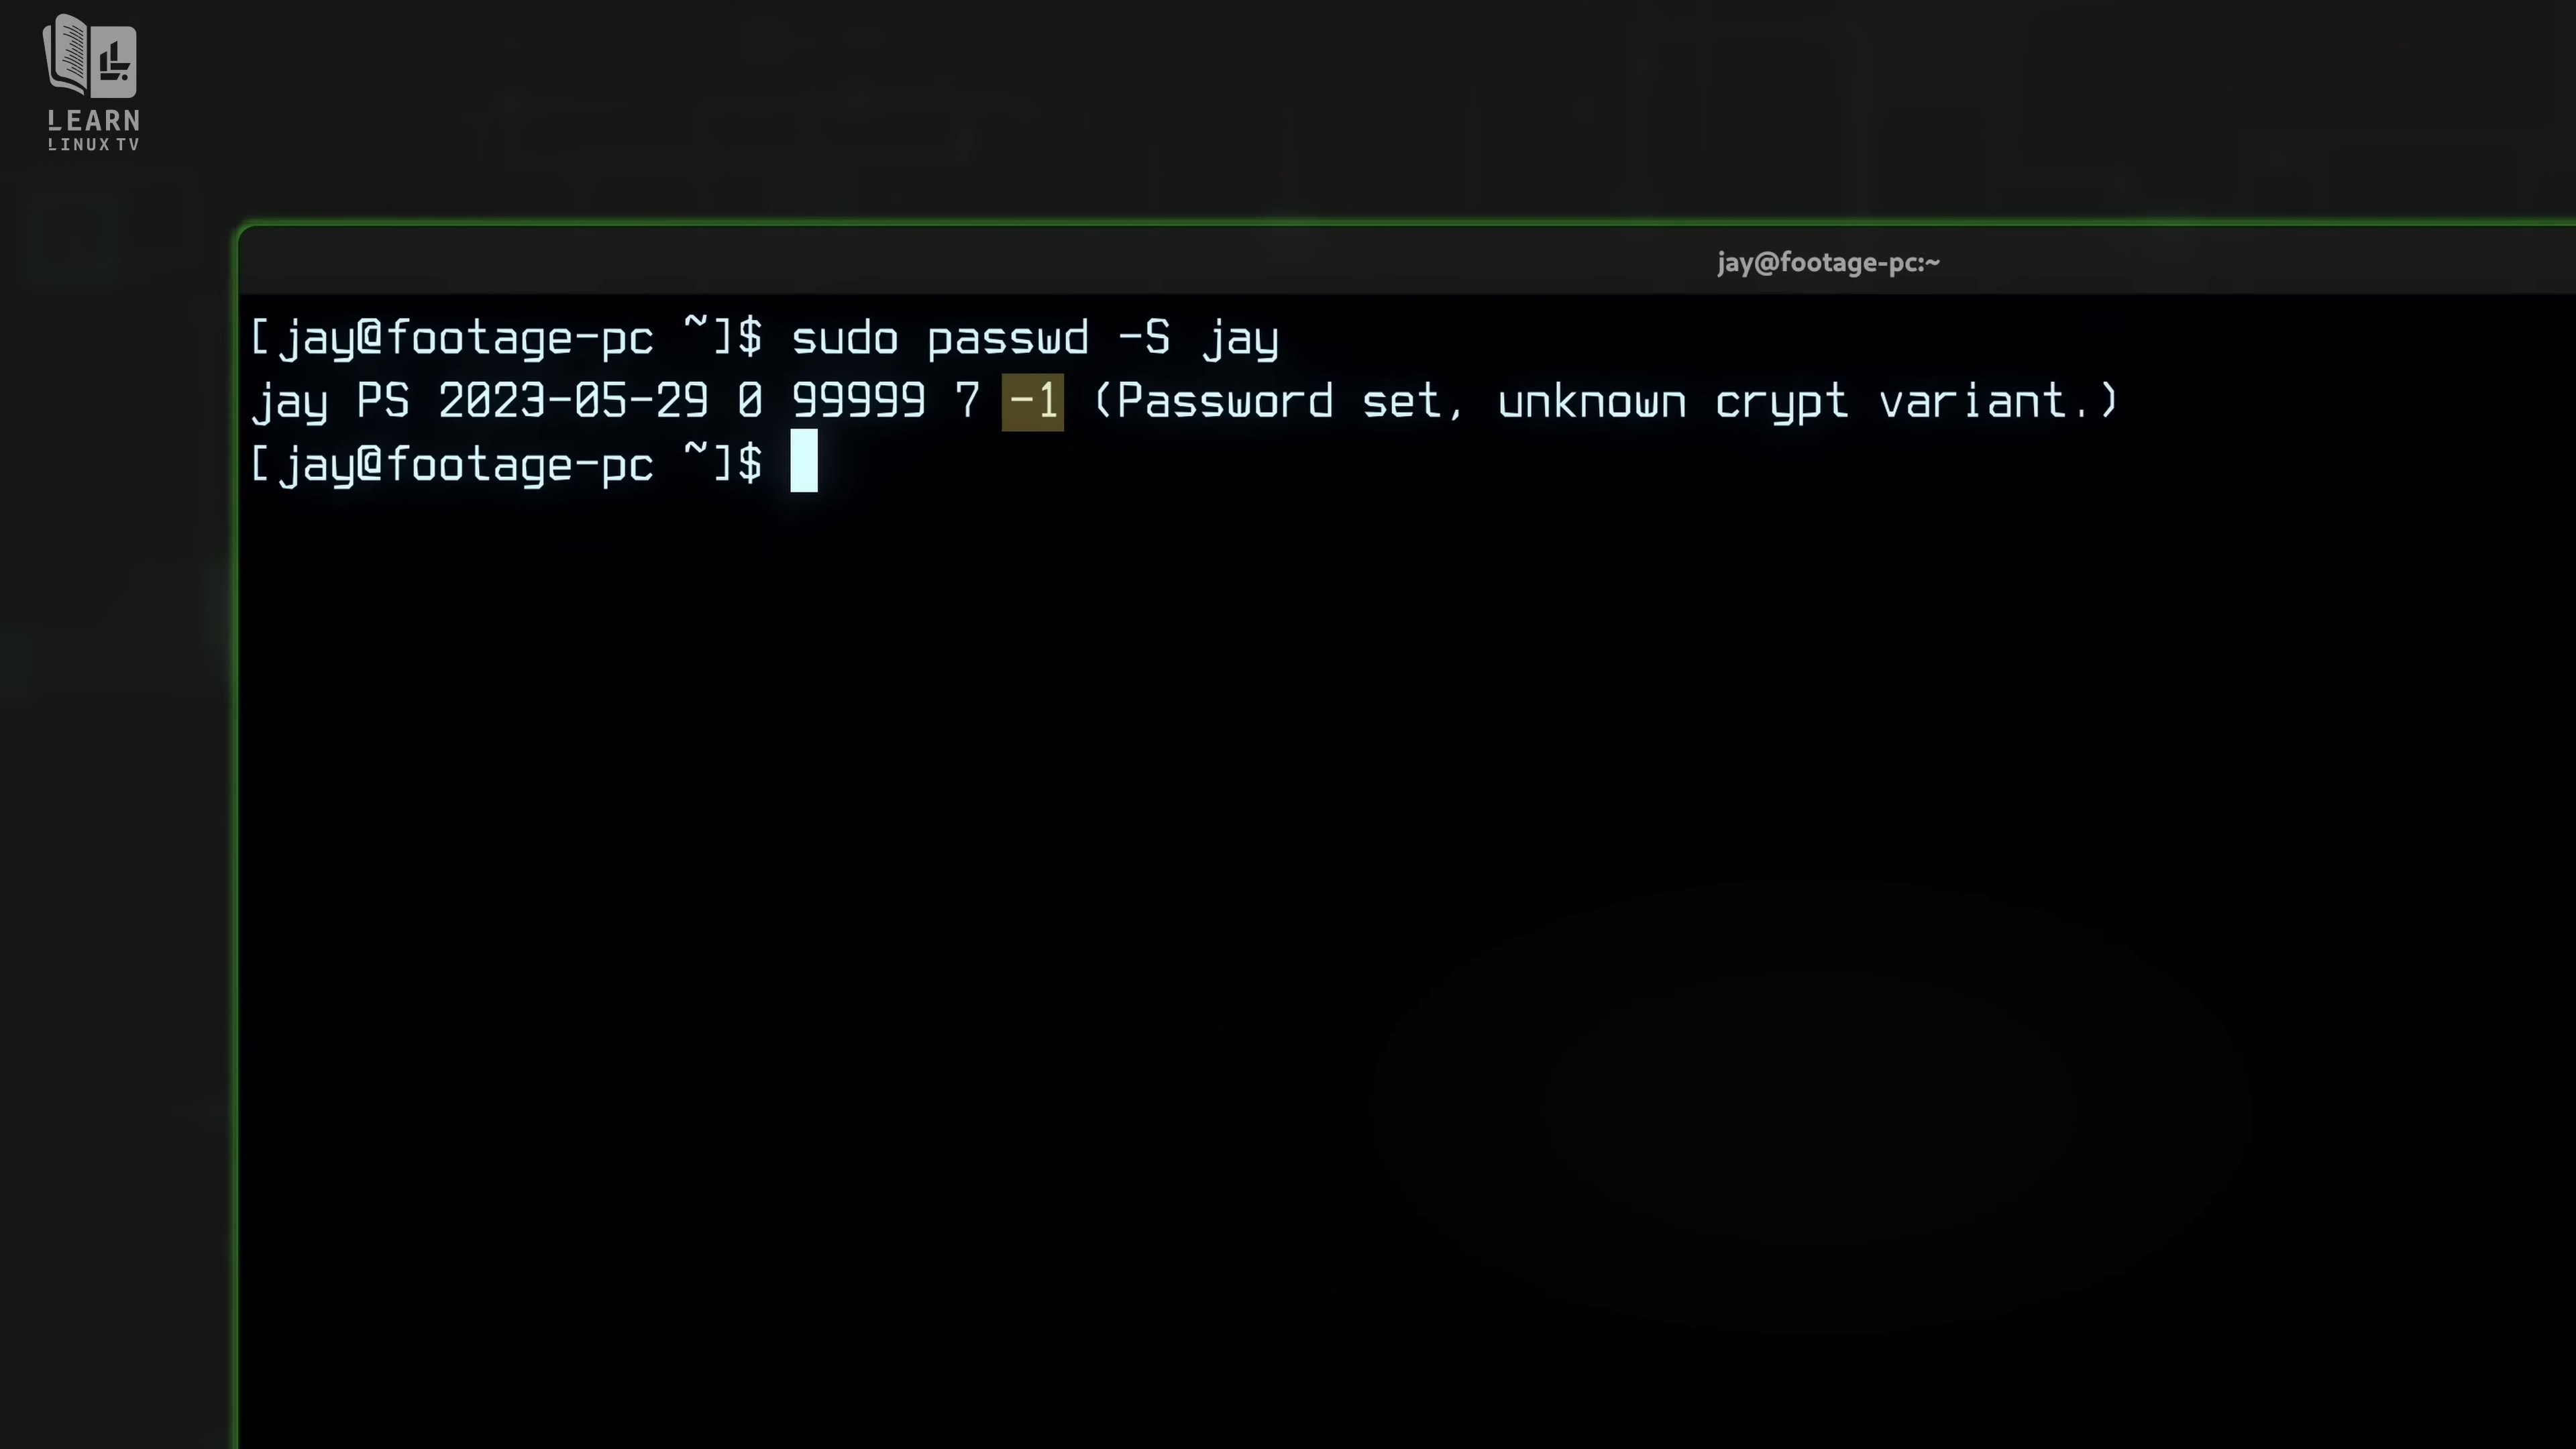 LEARN
LINUX TV
jay@footage-pc:~
[jay@footage-pc ~]$ sudo passwd -S jay
jay PS 2023-05-29 0 99999 7 -1 (Password set, unknown crypt variant.)
[jay@footage-pc ~]$